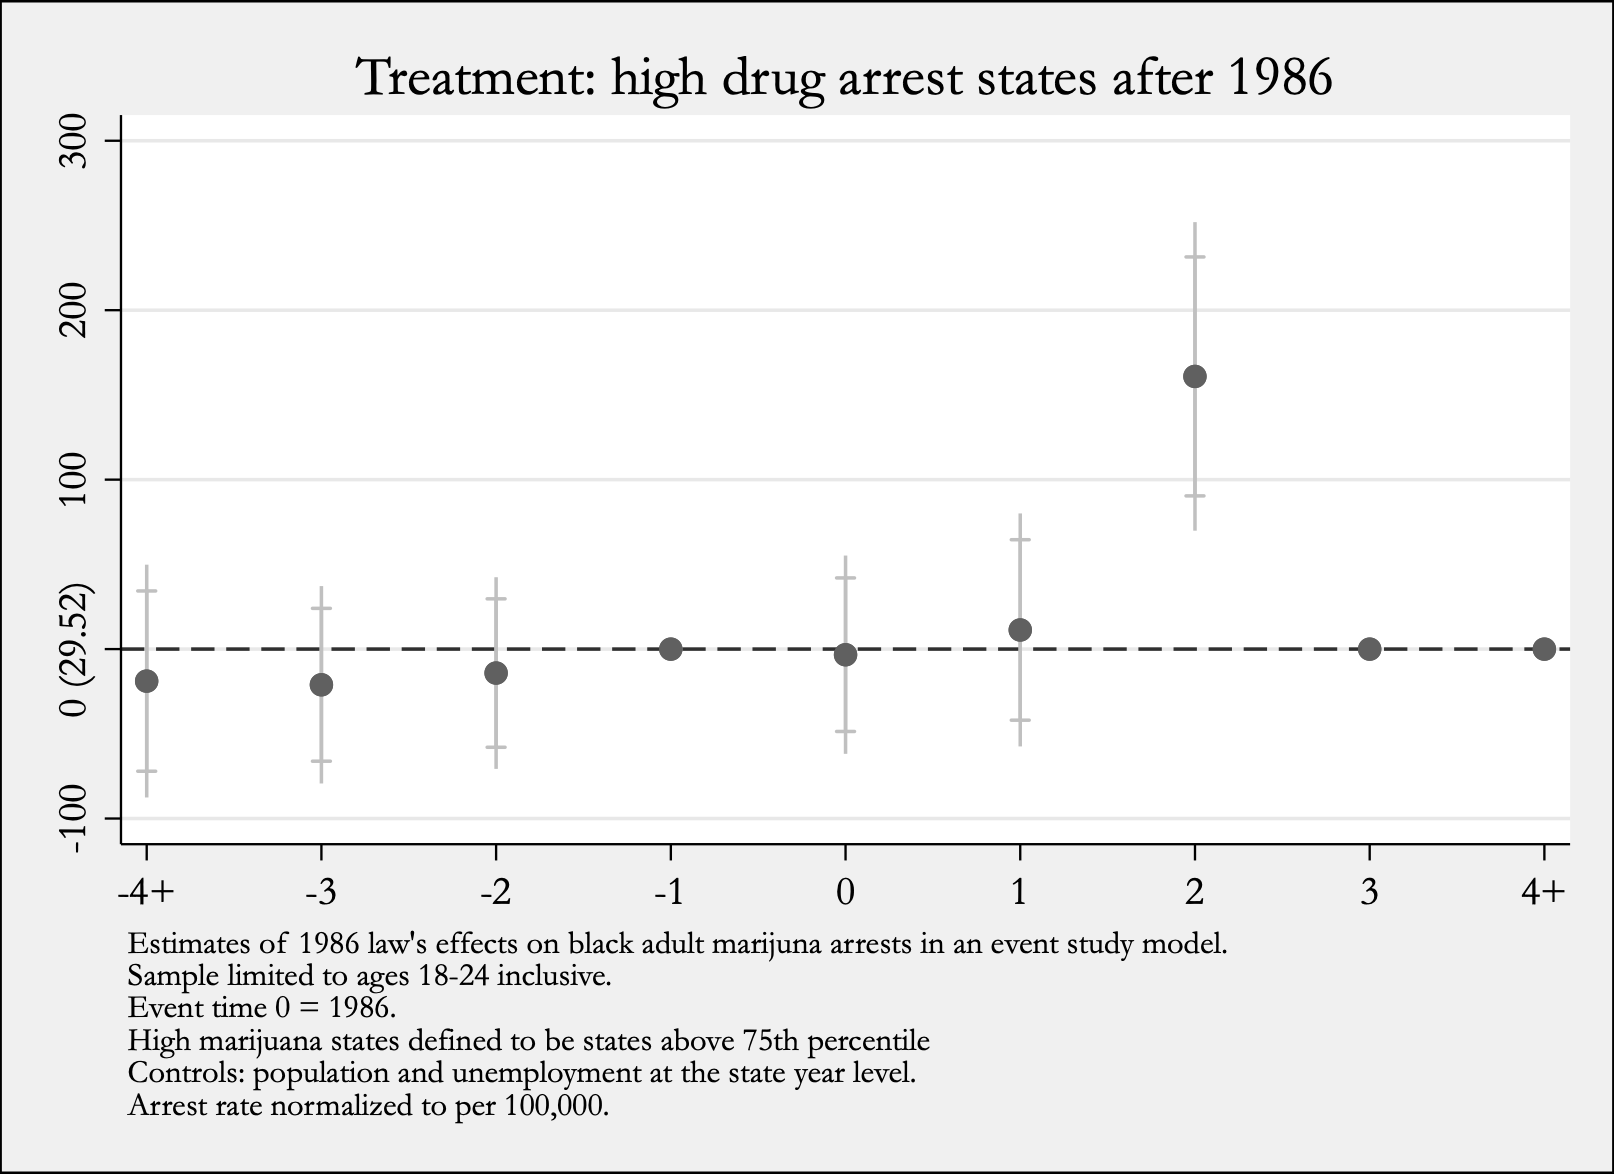 Treatment: high drug arrest states after 1986
300
200
100
0 (29.52)
-100
-4+ -3 -2 -1 0 1 2 3 4+
Estimates of 1986 law's effects on black adult marijuna arrests in an event study model.
Sample limited to ages 18-24 inclusive.
Event time 0 = 1986.
High marijuana states defined to be states above 75th percentile
Controls: population and unemployment at the state year level.
Arrest rate normalized to per 100,000.